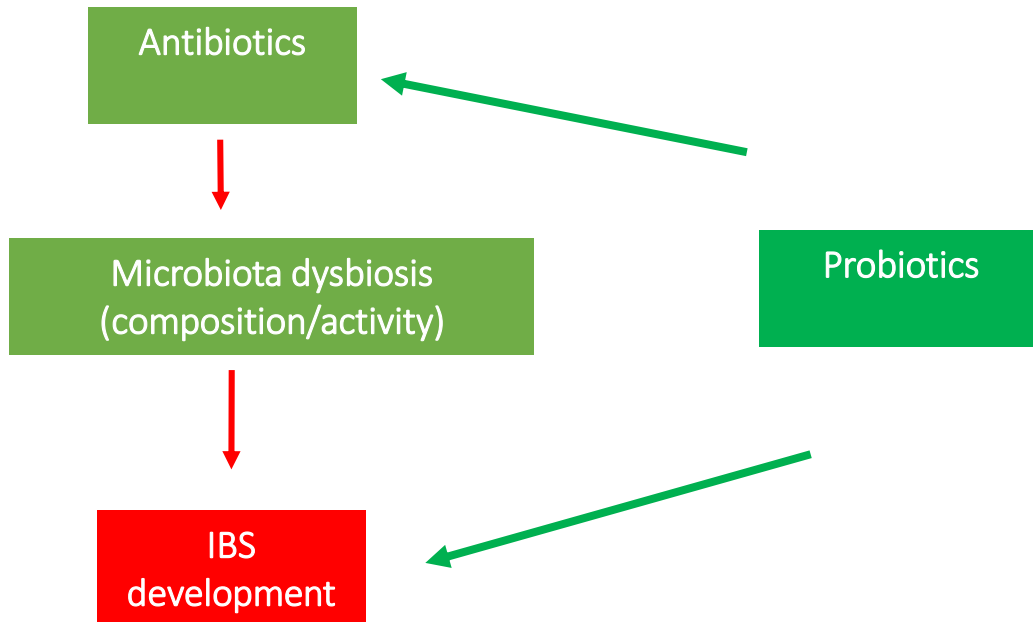 Antibiotics
Microbiota dysbiosis
(composition/activity)
Probiotics
IBS
development